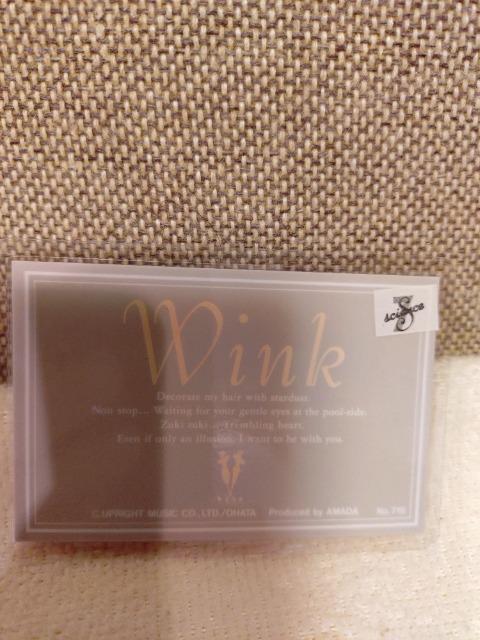 Wink
S
science
Decorate my hair with stardust.
Non stop... Waiting for your gentle eyes at the pool-side.
Zuki zuki... trembling heart.
Even if only an illusion, I want to be with you.
C.UPRIGHT MUSIC CO.,LTD./OHATA Produced by AMADA No.